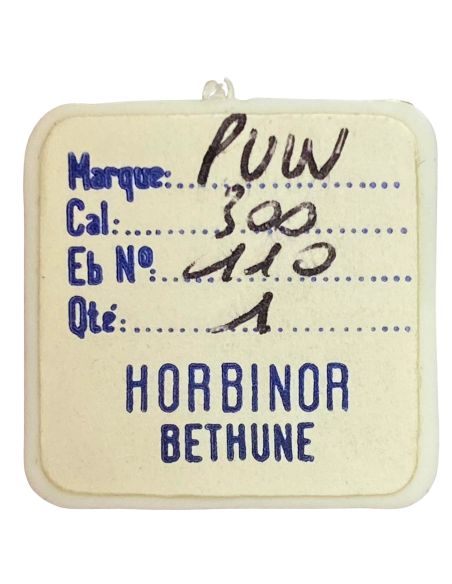 Marque: PUW
Cal: 300
Eb Nº: 110
Qté: 1
HORBINOR
BETHUNE